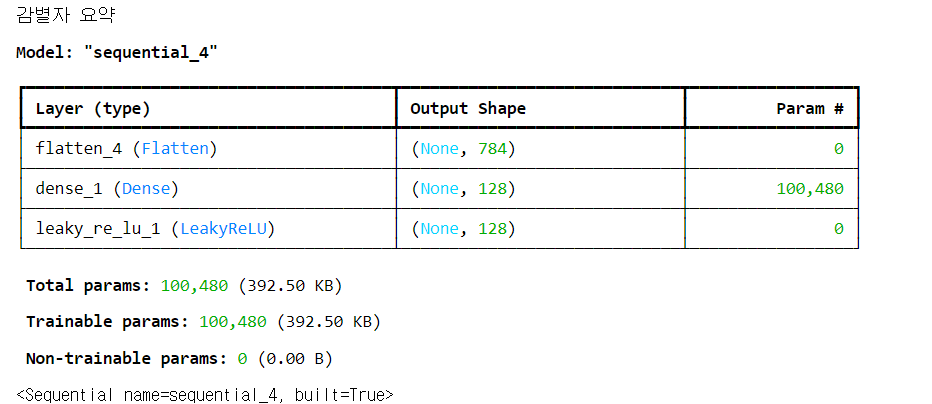 감별자 요약
Model: "sequential_4"
Layer (type) Output Shape Param #
flatten_4 (Flatten) (None, 784) 0
dense_1 (Dense) (None, 128) 100,480
leaky_re_lu_1 (LeakyReLU) (None, 128) 0
Total params: 100,480 (392.50 KB)
Trainable params: 100,480 (392.50 KB)
Non-trainable params: 0 (0.00 B)
<Sequential name=sequential_4, built=True>